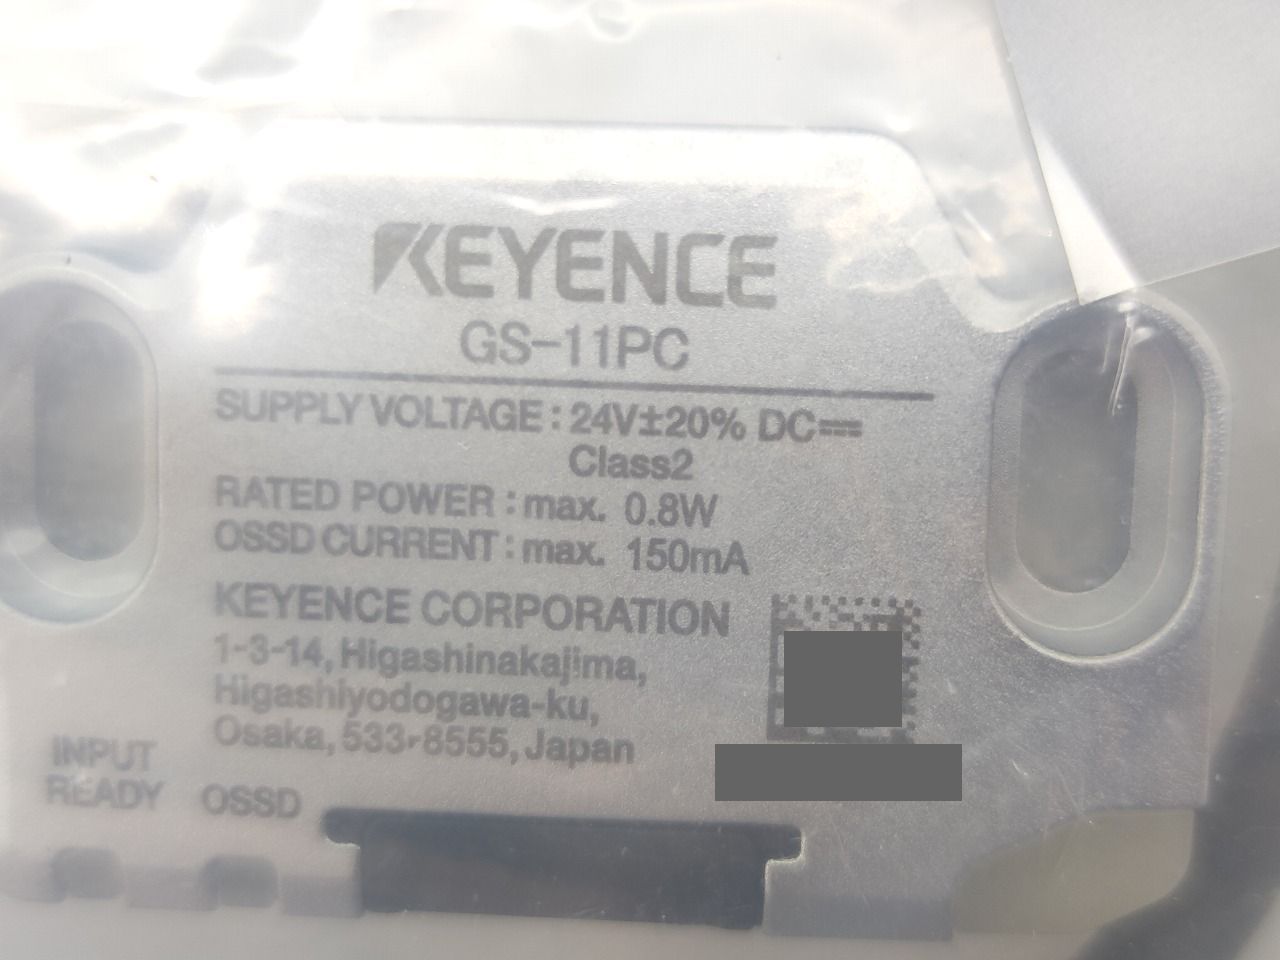 KEYENCE
GS-11PC
SUPPLY VOLTAGE : 24V±20% DC⎓
Class2
RATED POWER : max. 0.8W
OSSD CURRENT : max. 150mA
KEYENCE CORPORATION
1-3-14, Higashinakajima,
Higashiyodogawa-ku,
Osaka, 533-8555, Japan
INPUT
READY OSSD